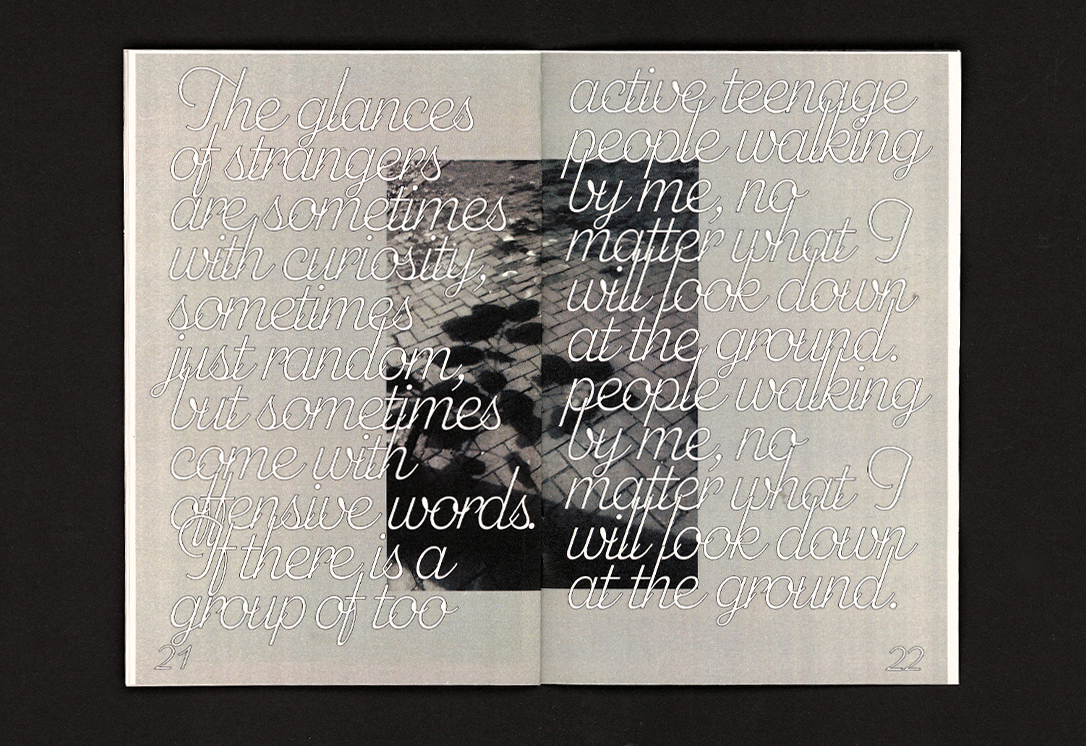 The glances
of strangers
are sometimes
with curiosity,
sometimes
just random,
but sometimes
come with
offensive words.
If there is a
group of too
21
active teenage
people walking
by me, no
matter what I
will look down
at the ground.
people walking
by me, no
matter what I
will look down
at the ground.
22